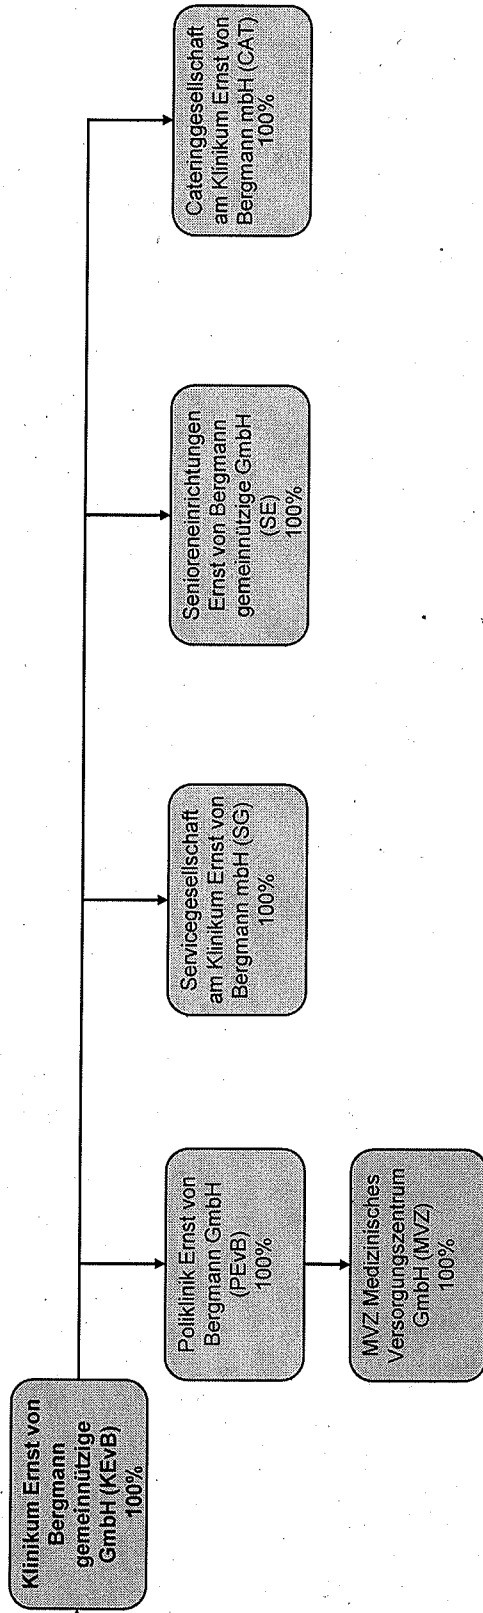 Klinikum Ernst von
Bergmann
gemeinnützige
GmbH (KEvB)
100%
Poliklinik Ernst von
Bergmann GmbH
(PEvB)
100%
MVZ Medizinisches
Versorgungszentrum
GmbH (MVZ)
100%
Servicegesellschaft
am Klinikum Ernst von
Bergmann mbH (SG)
100%
Senioreneinrichtungen
Ernst von Bergmann
gemeinnützige GmbH
(SE)
100%
Cateringgesellschaft
am Klinikum Ernst von
Bergmann mbH (CAT)
100%